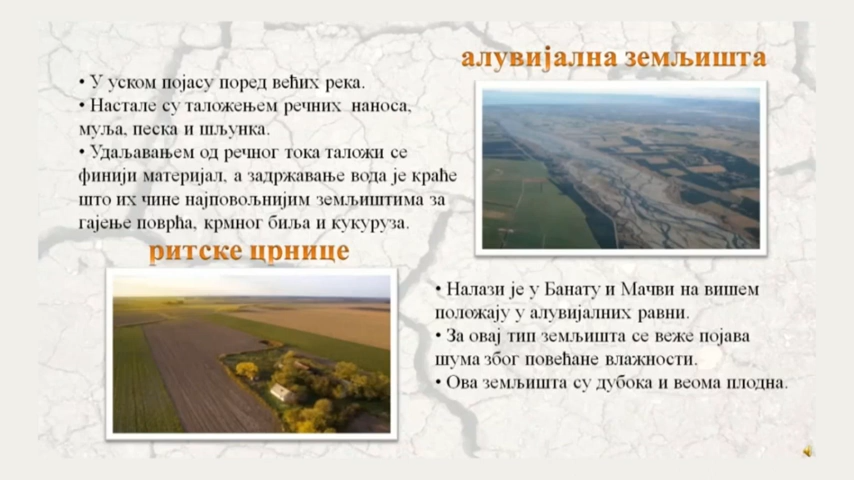 алувијална земљишта
• У уском појасу поред већих река.
• Настале су таложењем речних наноса,
муља, песка и шљунка.
• Удаљавањем од речног тока таложи се
финији материјал, а задржавање вода је краће
што их чине најповољнијим земљиштима за
гајење поврћа, крмног биља и кукуруза.
ритске црнице
• Налази је у Банату и Мачви на вишем
положају у алувијалних равни.
• За овај тип земљишта се веже појава
шума због повећане влажности.
• Ова земљишта су дубока и веома плодна.